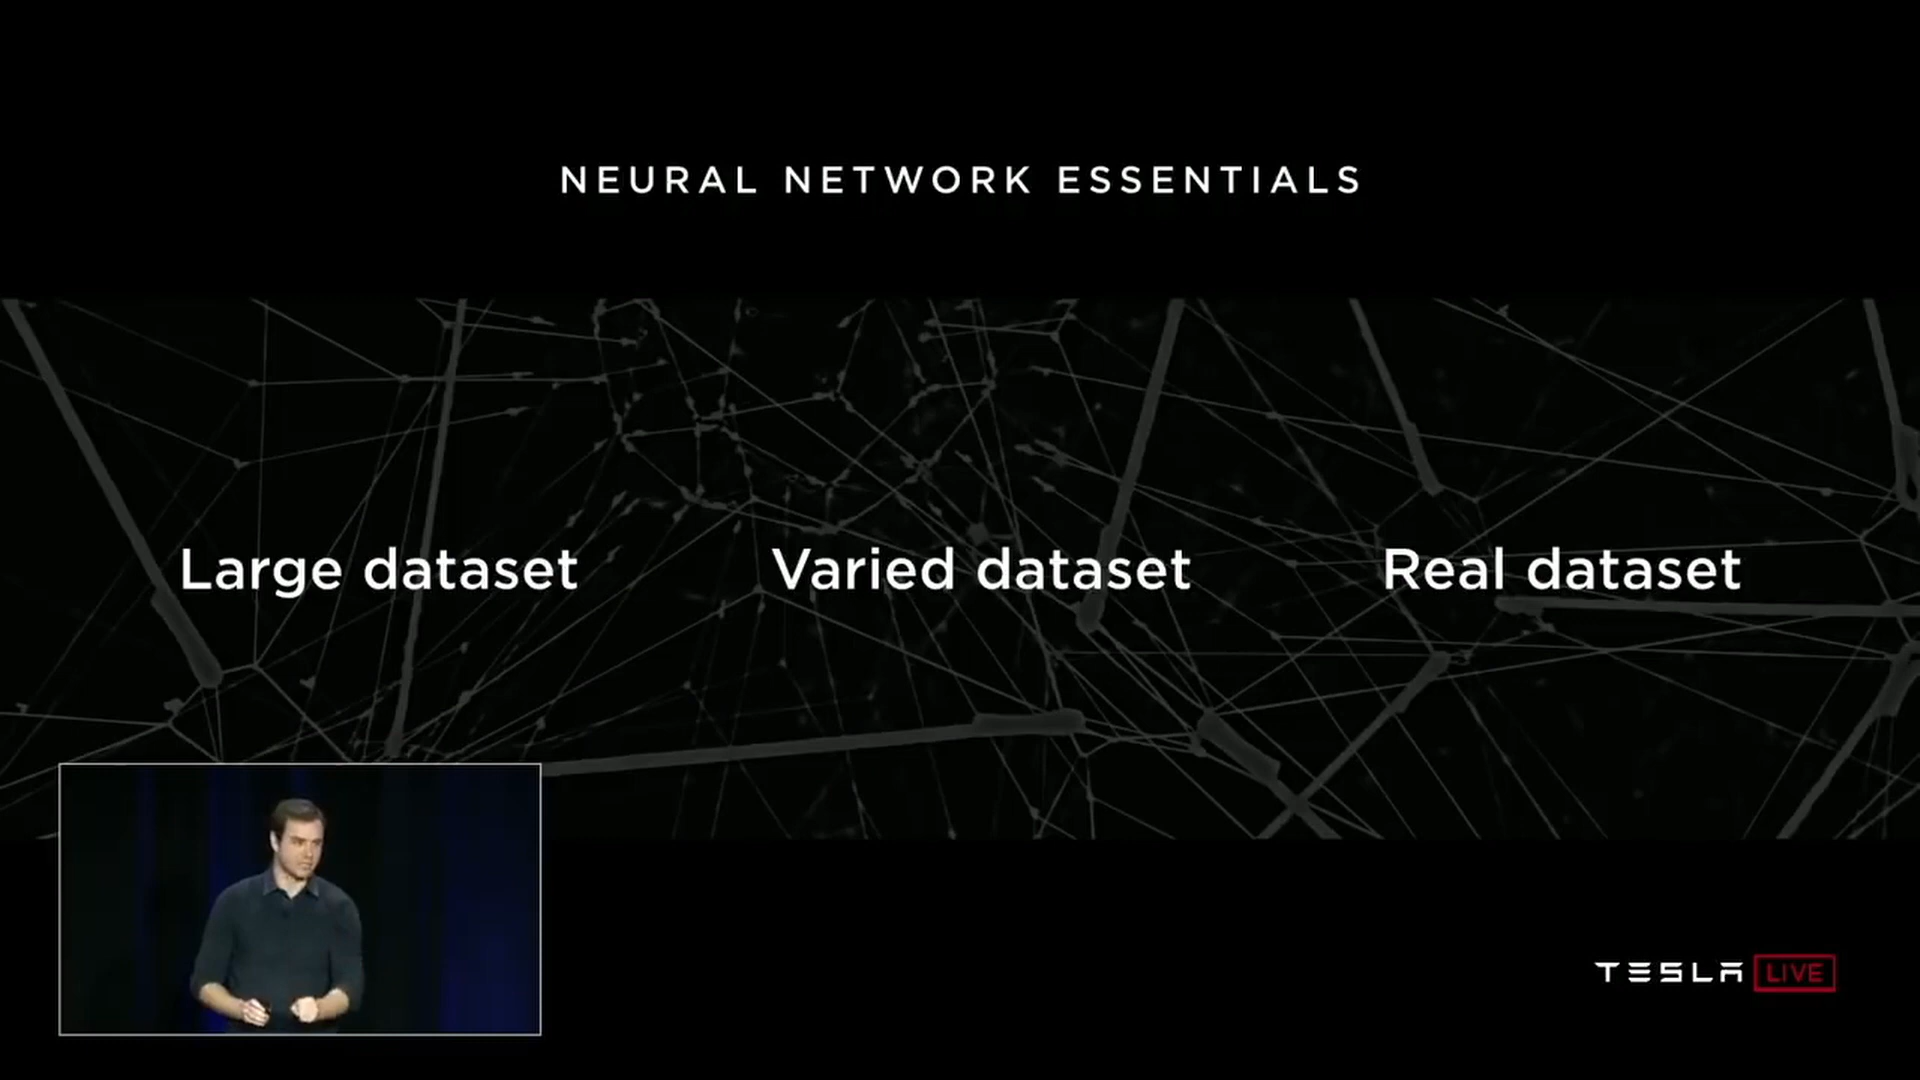 NEURAL NETWORK ESSENTIALS
Large dataset Varied dataset Real dataset
TESLA LIVE